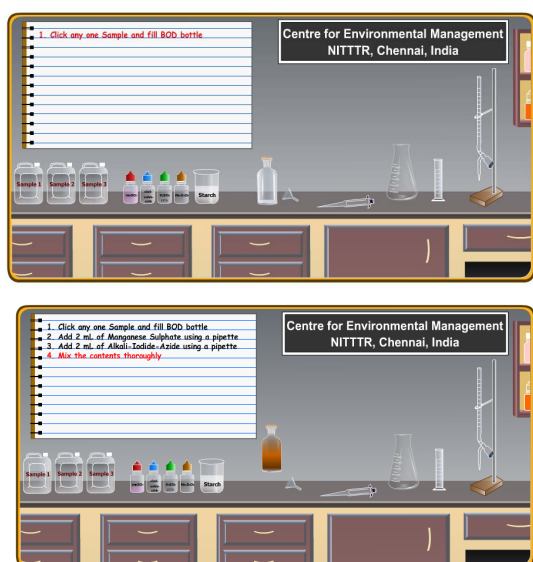 1. Click any one Sample and fill BOD bottle
Centre for Environmental Management
NITTTR, Chennai, India
Sample 1
Sample 2
Sample 3
Starch
1. Click any one Sample and fill BOD bottle
2. Add 2 mL of Manganese Sulphate using a pipette
3. Add 2 mL of Alkali-Iodide-Azide using a pipette
4. Mix the contents thoroughly
Centre for Environmental Management
NITTTR, Chennai, India
Sample 1
Sample 2
Sample 3
Starch